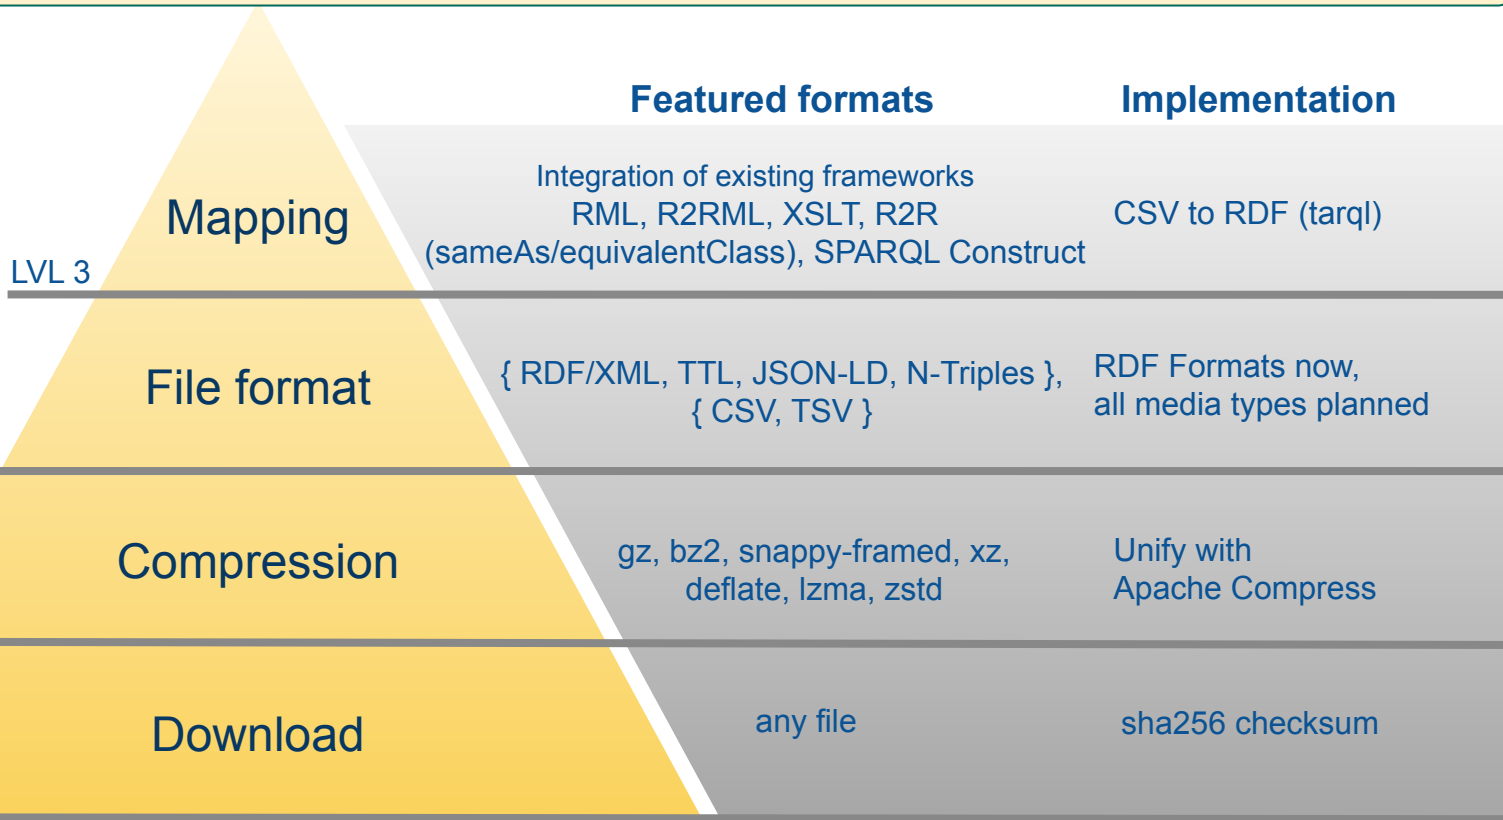 Featured formats
Implementation
Mapping
Integration of existing frameworks
RML, R2RML, XSLT, R2R
(sameAs/equivalentClass), SPARQL Construct
CSV to RDF (tarql)
LVL 3
File format
{ RDF/XML, TTL, JSON-LD, N-Triples },
{ CSV, TSV }
RDF Formats now,
all media types planned
Compression
gz, bz2, snappy-framed, xz,
deflate, lzma, zstd
Unify with
Apache Compress
Download
any file
sha256 checksum